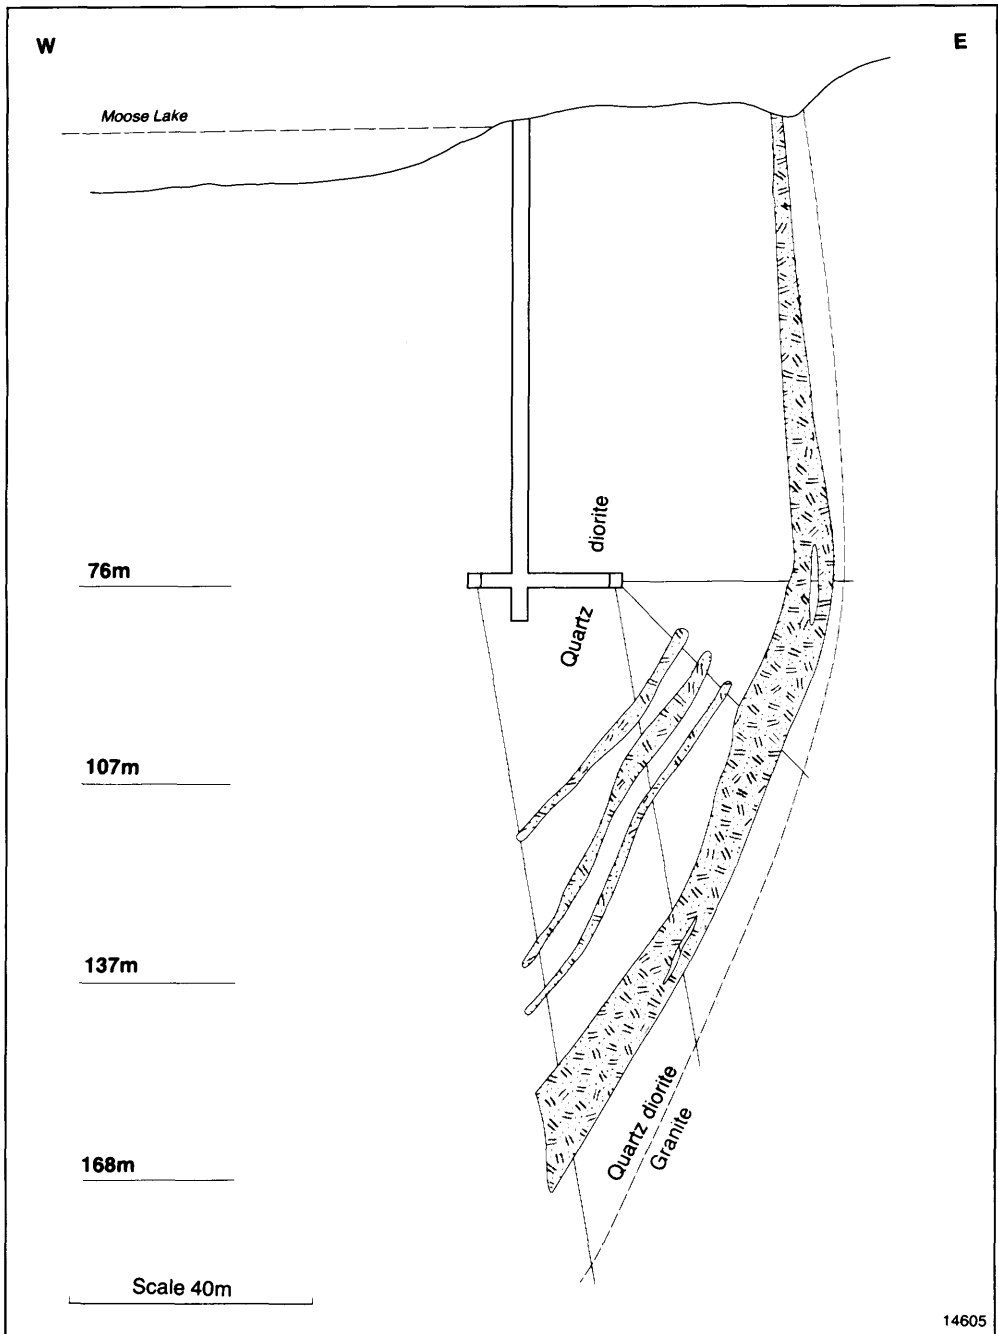 W
E
Moose Lake
diorite
76m
Quartz
107m
137m
Quartz diorite
Granite
168m
Scale 40m
14605